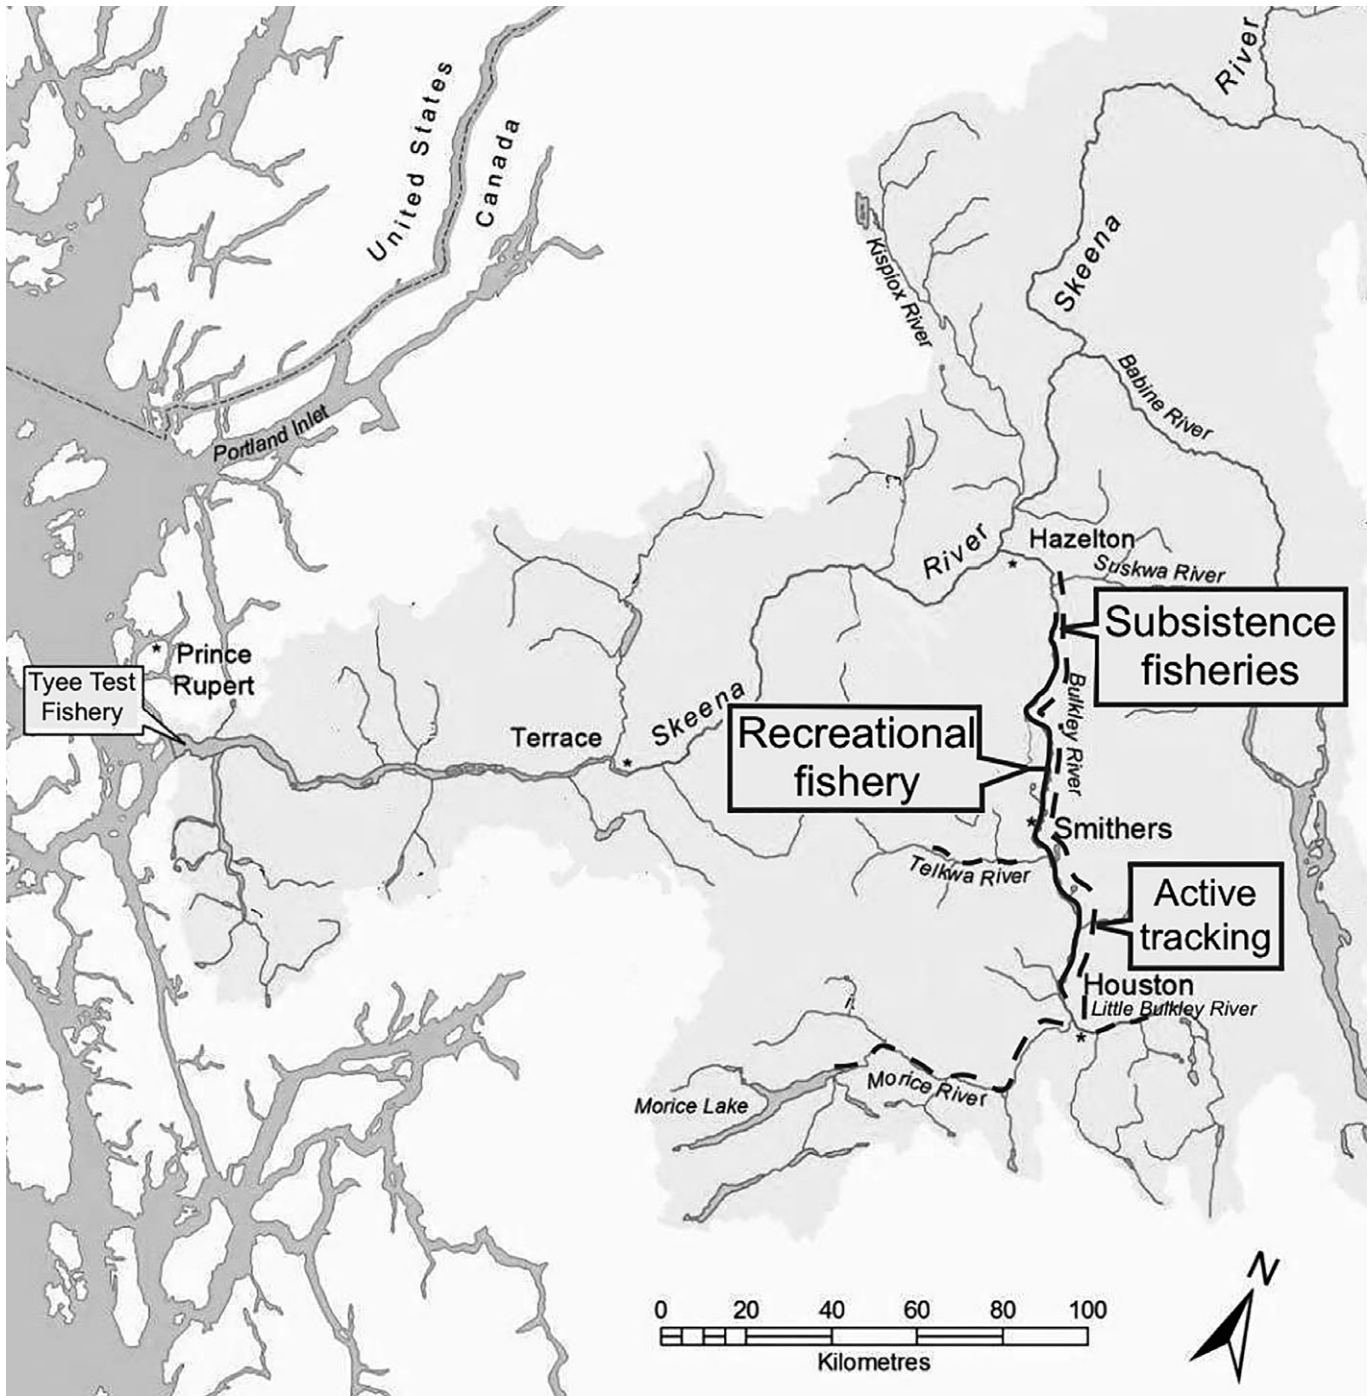 River
United States
Canada
Skeena
Kispiox River
Babine River
Portland Inlet
River
Hazelton
Suskwa River
Subsistence
fisheries
Prince
Rupert
Tyee Test
Fishery
Bulkley River
Skeena
Terrace
Recreational
fishery
Smithers
Telkwa River
Active
tracking
Houston
Little Bulkley River
Morice River
Morice Lake
N
0 20 40 60 80 100
Kilometres